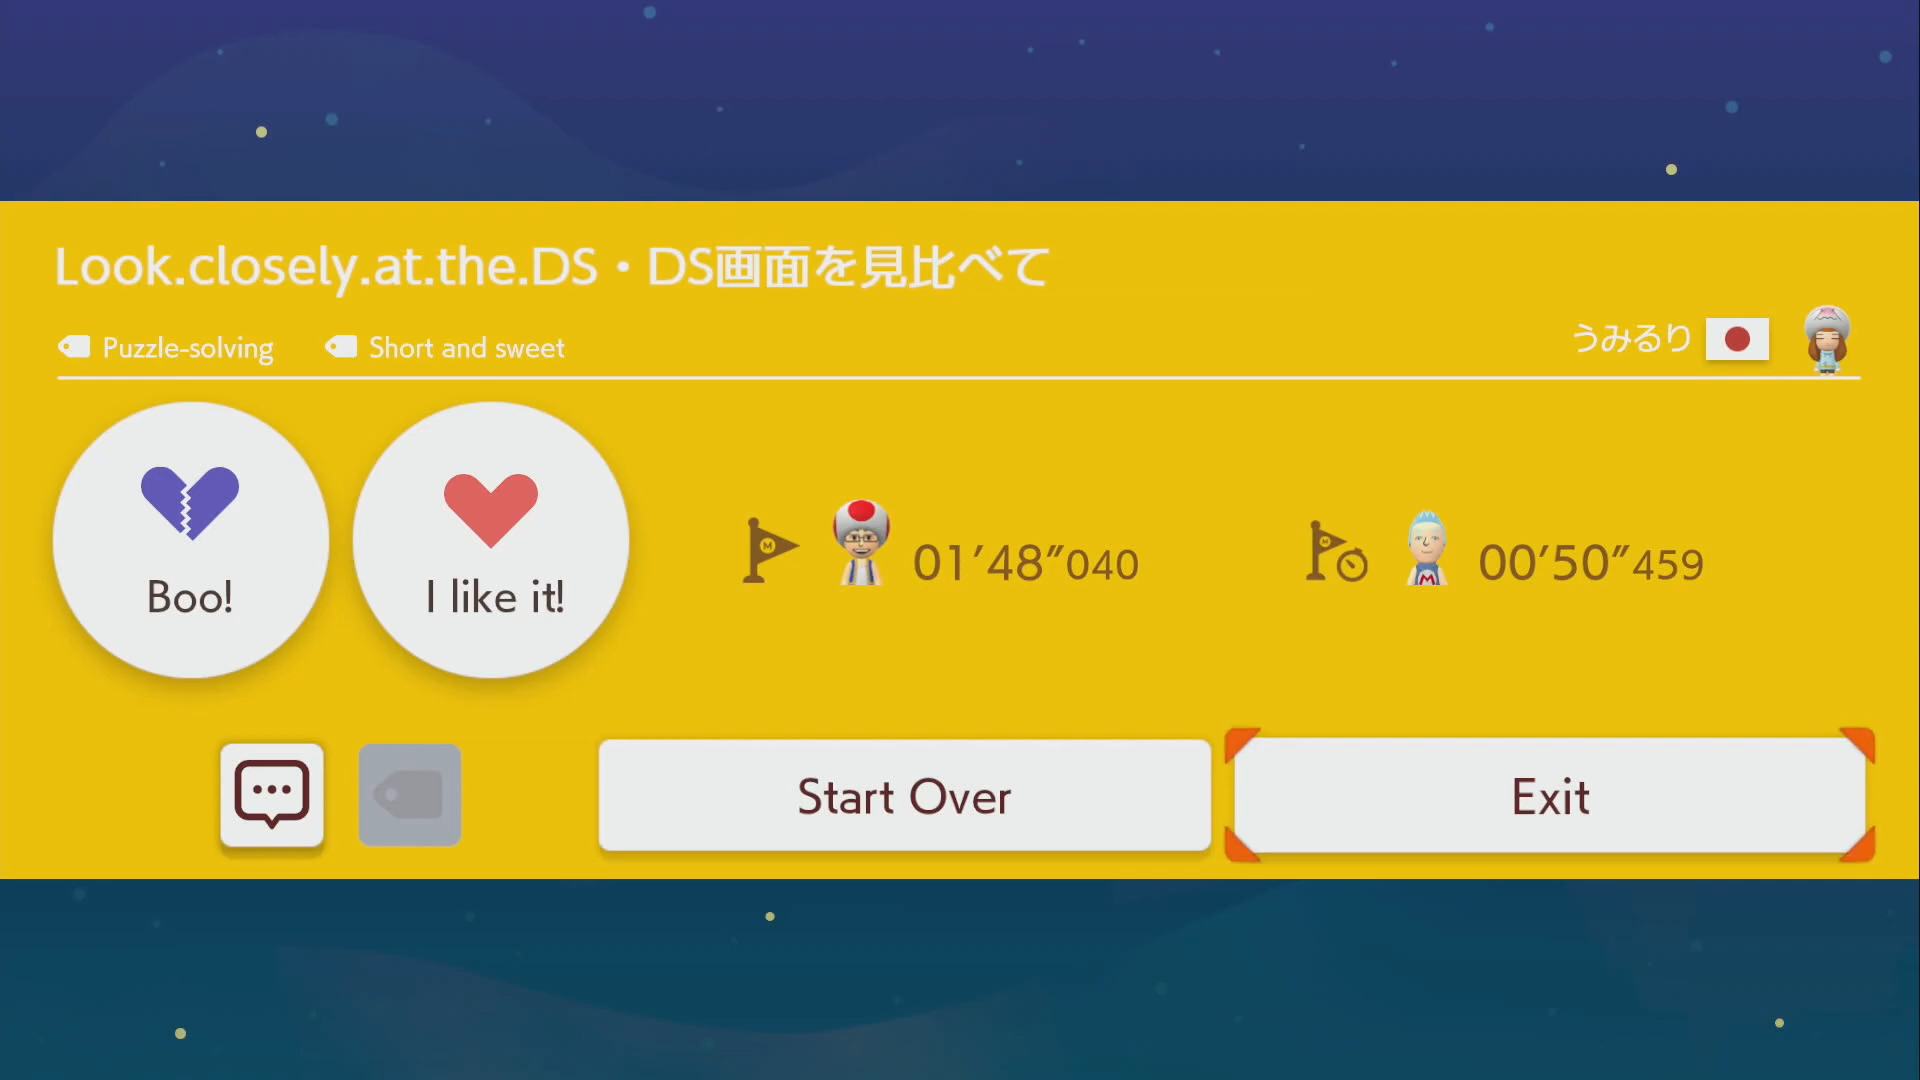 Look.closely.at.the.DS・DS画面を見比べて
Puzzle-solving Short and sweet
うみるり
Boo!
I like it!
M 01'48"040
M M 00'50"459
Start Over
Exit